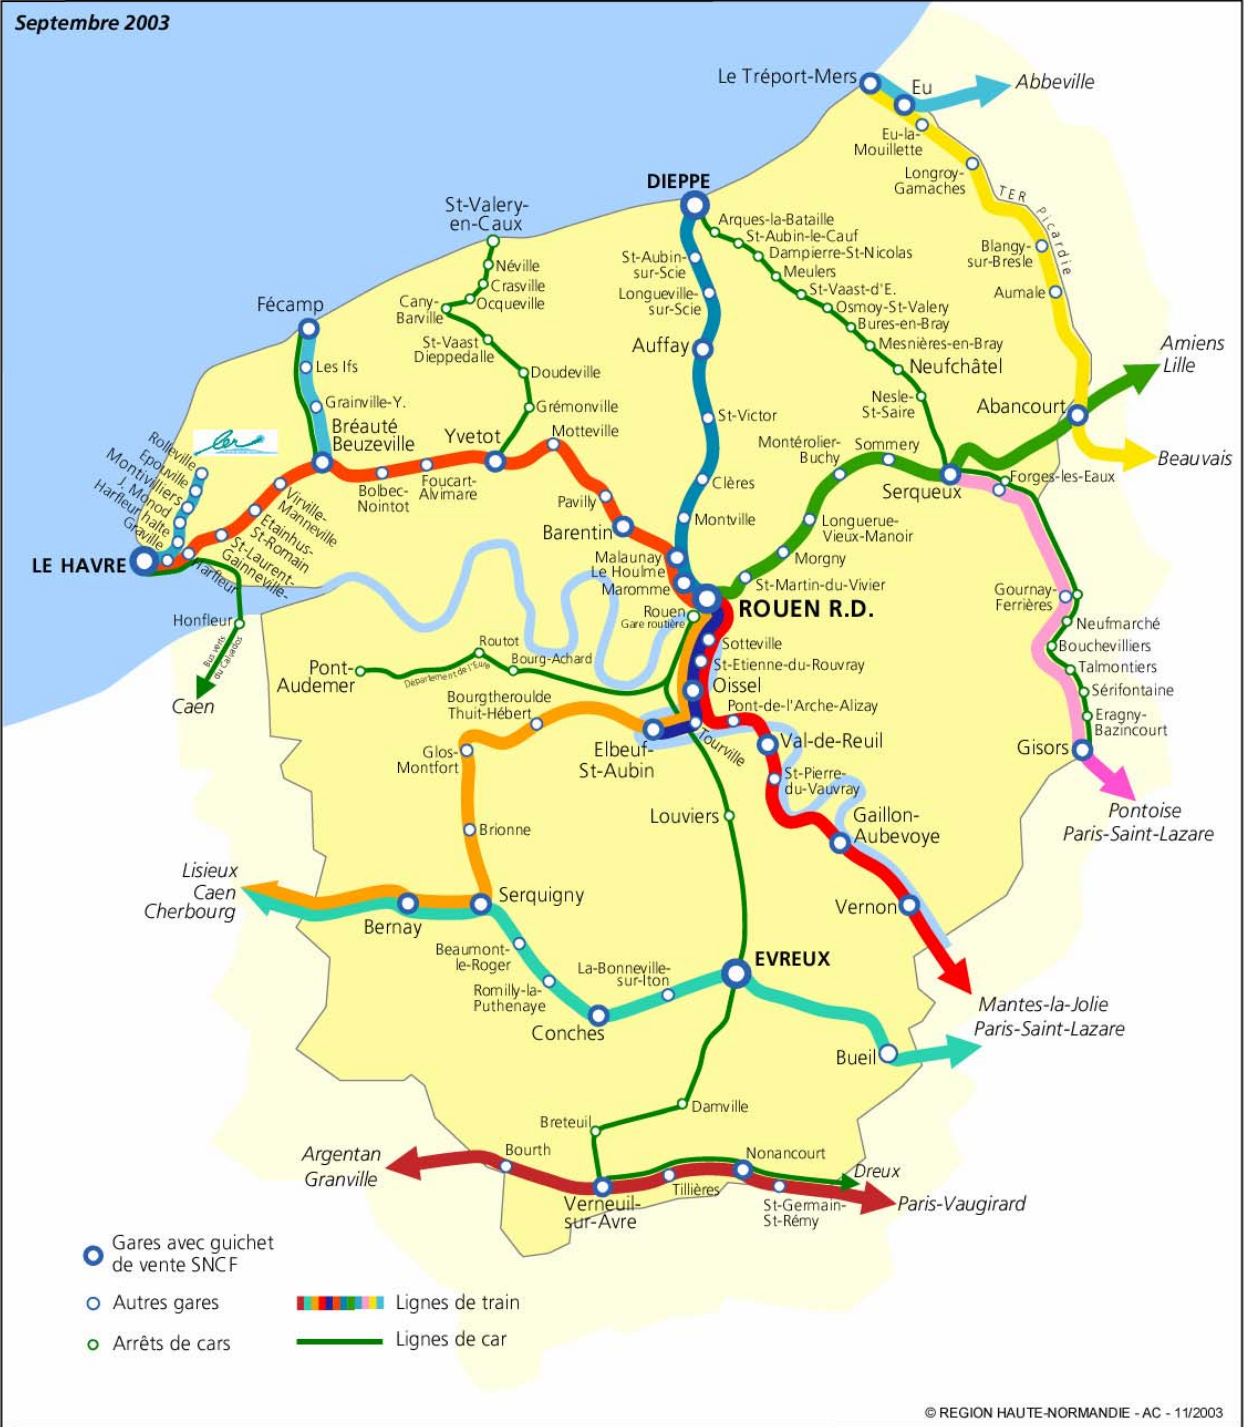 Septembre 2003
Le Tréport-Mers
Eu
Abbeville
Eu-la-
Mouillette
Longroy-
Gamaches
TER Picardie
DIEPPE
St-Valery-
en-Caux
Arques-la-Bataille
St-Aubin-le-Cauf
Dampierre-St-Nicolas
Meulers
St-Vaast-d'E.
Osmoy-St-Valery
Bures-en-Bray
Mesnières-en-Bray
Neufchâtel
Nesle-
St-Saire
Blangy-
sur-Bresle
Aumale
St-Aubin-
sur-Scie
Longueville-
sur-Scie
Auffay
St-Victor
Clères
Montville
Néville
Crasville
Ocqueville
Cany-
Barville
St-Vaast
Dieppedalle
Doudeville
Grémonville
Fécamp
Les Ifs
Grainville-Y.
Bréauté
Beuzeville
Yvetot
Motteville
Amiens
Lille
Abancourt
Beauvais
Montérolier-
Buchy
Sommery
Serqueux
Forges-les-Eaux
ter
Rolleville
Epouville
Montivilliers
J. Monod
Harfleur halte
Graville
LE HAVRE
Harfleur
St-Laurent-
Gainneville-
Etainhus-
St-Romain
Virville-
Manneville
Bolbec-
Nointot
Foucart-
Alvimare
Pavilly
Barentin
Malaunay
Le Houlme
Maromme
Longuerue-
Vieux-Manoir
Morgny
St-Martin-du-Vivier
ROUEN R.D.
Rouen
Gare routière
Honfleur
Bus verts
du Calvados
Caen
Gournay-
Ferrières
Neufmarché
Bouchevilliers
Talmontiers
Sérifontaine
Eragny-
Bazincourt
Gisors
Pontoise
Paris-Saint-Lazare
Sotteville
St-Etienne-du-Rouvray
Oissel
Pont-de-l'Arche-Alizay
Routot
Bourg-Achard
Pont-
Audemer
Département de l'Eure
Bourgtheroulde
Thuit-Hébert
Elbeuf-
St-Aubin
Tourville
Val-de-Reuil
St-Pierre-
du-Vauvray
Glos-
Montfort
Louviers
Gaillon-
Aubevoye
Brionne
Vernon
Lisieux
Caen
Cherbourg
Serquigny
Bernay
Beaumont-
le-Roger
Romilly-la-
Puthenaye
La-Bonneville-
sur-Iton
EVREUX
Conches
Mantes-la-Jolie
Paris-Saint-Lazare
Bueil
Damville
Breteuil
Argentan
Granville
Bourth
Nonancourt
Dreux
Verneuil-
sur-Avre
Tillières
St-Germain-
St-Rémy
Paris-Vaugirard
Gares avec guichet
de vente SNCF
Autres gares
Lignes de train
Arrêts de cars
Lignes de car
© REGION HAUTE-NORMANDIE - AC - 11/2003